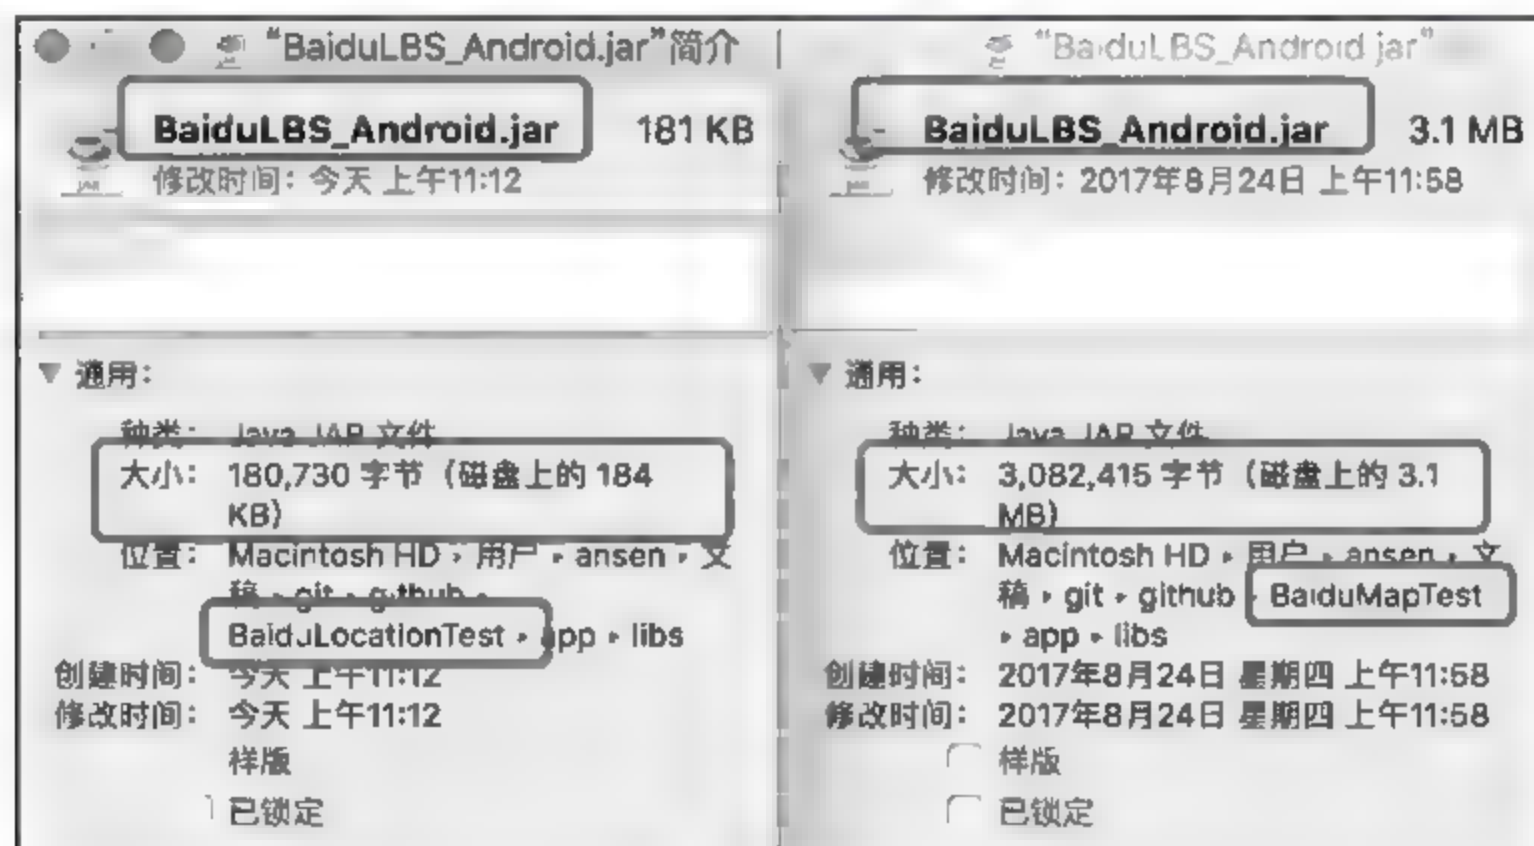 “BaiduLBS_Android.jar”简介
BaiduLBS_Android.jar 181 KB
修改时间：今天 上午11:12
▼ 通用：
种类： Java JAR 文件
大小： 180,730 字节（磁盘上的 184
KB）
位置： Macintosh HD ▸ 用户 ▸ ansen ▸ 文
稿 ▸ git ▸ github ▸
BaiduLocationTest ▸ app ▸ libs
创建时间： 今天 上午11:12
修改时间： 今天 上午11:12
样版
已锁定
“BaiduLBS_Android.jar”
BaiduLBS_Android.jar 3.1 MB
修改时间：2017年8月24日 上午11:58
▼ 通用：
种类： Java JAR 文件
大小： 3,082,415 字节（磁盘上的 3.1
MB）
位置： Macintosh HD ▸ 用户 ▸ ansen ▸ 文
稿 ▸ git ▸ github ▸ BaiduMapTest
▸ app ▸ libs
创建时间： 2017年8月24日 星期四 上午11:58
修改时间： 2017年8月24日 星期四 上午11:58
样版
已锁定